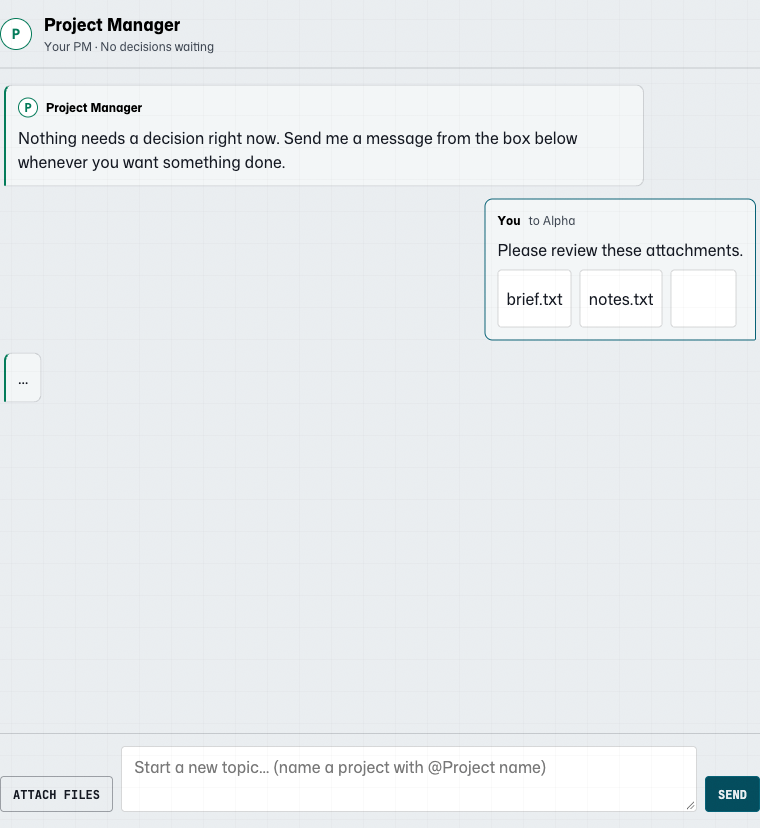 P
Project Manager
Your PM · No decisions waiting
P Project Manager
Nothing needs a decision right now. Send me a message from the box below
whenever you want something done.
You to Alpha
Please review these attachments.
brief.txt notes.txt
...
Start a new topic... (name a project with @Project name)
ATTACH FILES
SEND